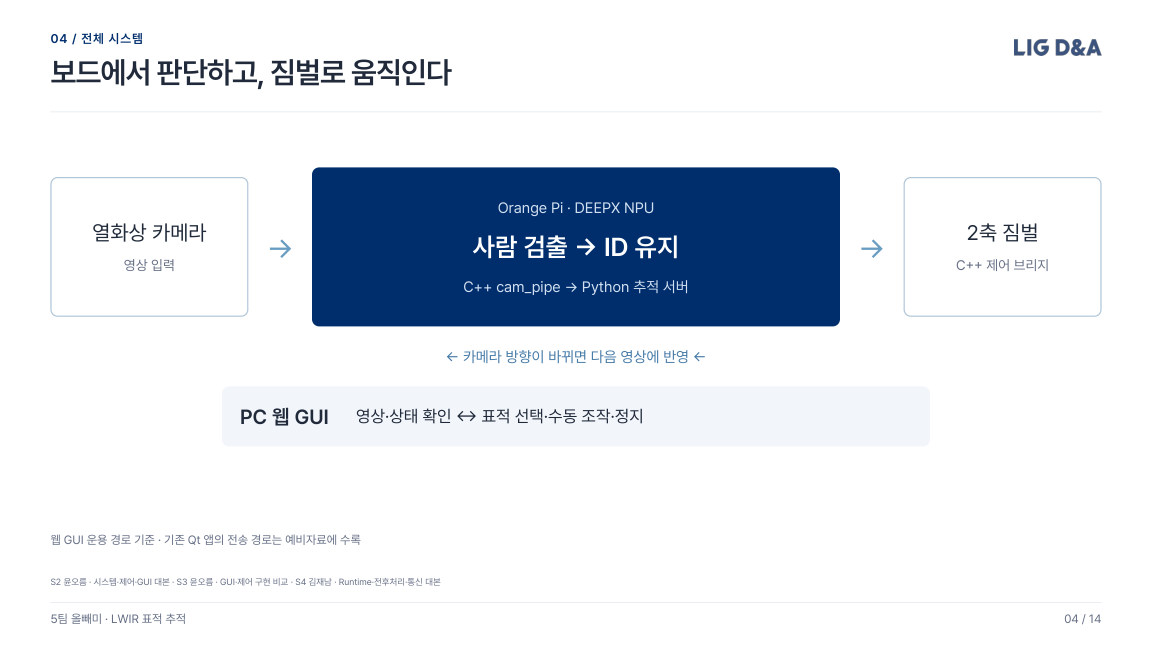 04 / 전체 시스템
LIG D&A
보드에서 판단하고, 짐벌로 움직인다
열화상 카메라
영상 입력
→
Orange Pi · DEEPX NPU
사람 검출 → ID 유지
C++ cam_pipe → Python 추적 서버
→
2축 짐벌
C++ 제어 브리지
← 카메라 방향이 바뀌면 다음 영상에 반영 ←
PC 웹 GUI 영상·상태 확인 ↔ 표적 선택·수동 조작·정지
웹 GUI 운용 경로 기준 · 기존 Qt 앱의 전송 경로는 예비자료에 수록
S2 윤오름 · 시스템·제어·GUI 대본 · S3 윤오름 · GUI·제어 구현 비교 · S4 김재남 · Runtime·전후처리·통신 대본
5팀 올빼미 · LWIR 표적 추적
04 / 14